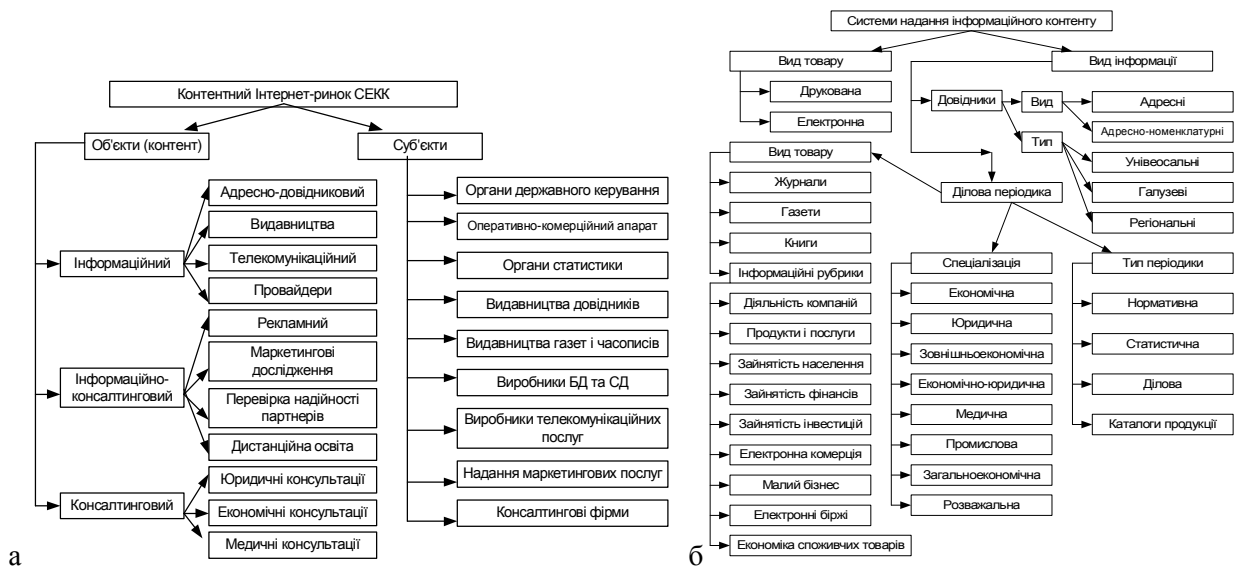 Контентний Інтернет-ринок СЕКК
Об'єкти (контент)
Суб'єкти
Інформаційний
Адресно-довідниковий
Видавництва
Телекомунікаційний
Провайдери
Інформаційно-
консалтинговий
Рекламний
Маркетингові
дослідження
Перевірка надійності
партнерів
Дистанційна освіта
Консалтинговий
Юридичні консультації
Економічні консультації
Медичні консультації
Органи державного керування
Оперативно-комерційний апарат
Органи статистики
Видавництва довідників
Видавництва газет і часописів
Виробники БД та СД
Виробники телекомунікаційних
послуг
Надання маркетингових послуг
Консалтингові фірми
а
Системи надання інформаційного контенту
Вид товару
Друкована
Електронна
Вид інформації
Довідники
Вид
Адресні
Адресно-номенклатурні
Тип
Унівеосальні
Галузеві
Регіональні
Ділова періодика
Вид товару
Журнали
Газети
Книги
Інформаційні рубрики
Діяльність компаній
Продукти і послуги
Зайнятість населення
Зайнятість фінансів
Зайнятість інвестицій
Електронна комерція
Малий бізнес
Електронні біржі
Економіка споживчих товарів
Спеціалізація
Економічна
Юридична
Зовнішньоекономічна
Економічно-юридична
Медична
Промислова
Загальноекономічна
Розважальна
Тип періодики
Нормативна
Статистична
Ділова
Каталоги продукції
б